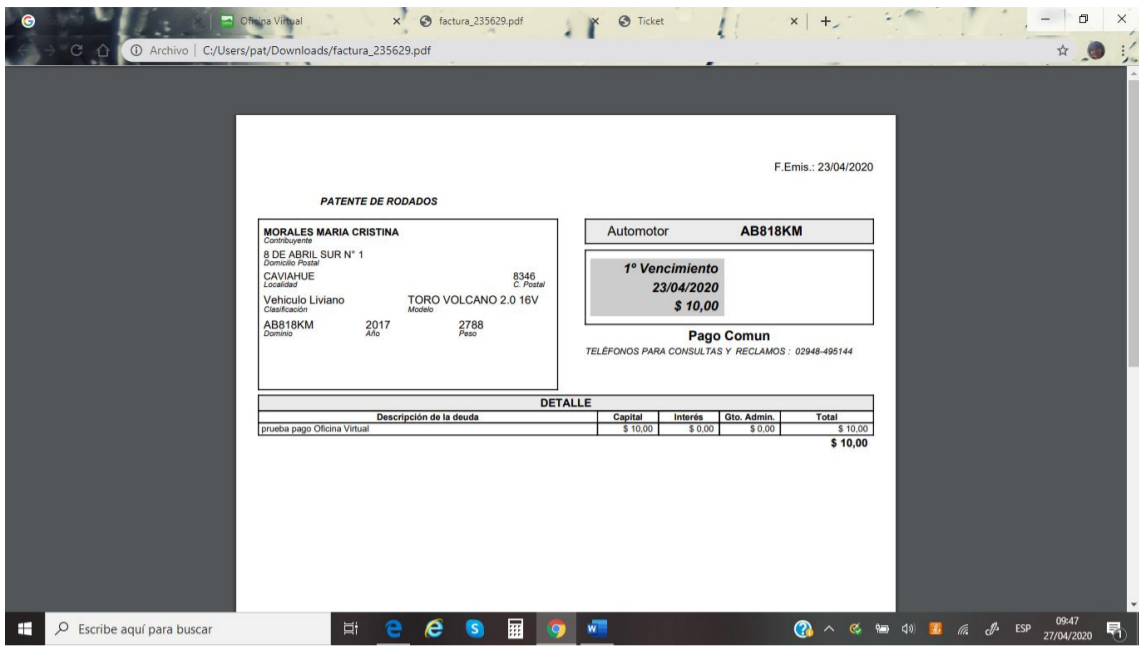 Oficina Virtual
factura_235629.pdf
Ticket
Archivo | C:/Users/pat/Downloads/factura_235629.pdf
F.Emis.: 23/04/2020
PATENTE DE RODADOS
MORALES MARIA CRISTINA
Contribuyente
8 DE ABRIL SUR N° 1
Domicilio Postal
CAVIAHUE 8346
Localidad C. Postal
Vehiculo Liviano TORO VOLCANO 2.0 16V
Clasificación Modelo
AB818KM 2017 2788
Dominio Año Peso
Automotor AB818KM
1º Vencimiento
23/04/2020
$ 10,00
Pago Comun
TELÉFONOS PARA CONSULTAS Y RECLAMOS : 02948-495144
DETALLE
Descripción de la deuda Capital Interés Gto. Admin. Total
prueba pago Oficina Virtual $ 10,00 $ 0,00 $ 0,00 $ 10,00
$ 10,00
Escribe aquí para buscar
ESP
09:47
27/04/2020